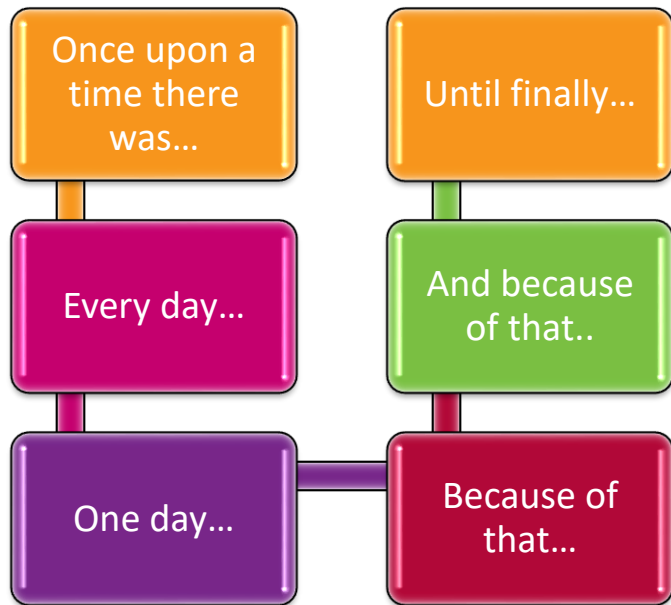 Once upon a
time there
was…
Every day…
One day…
Because of
that…
And because
of that..
Until finally…